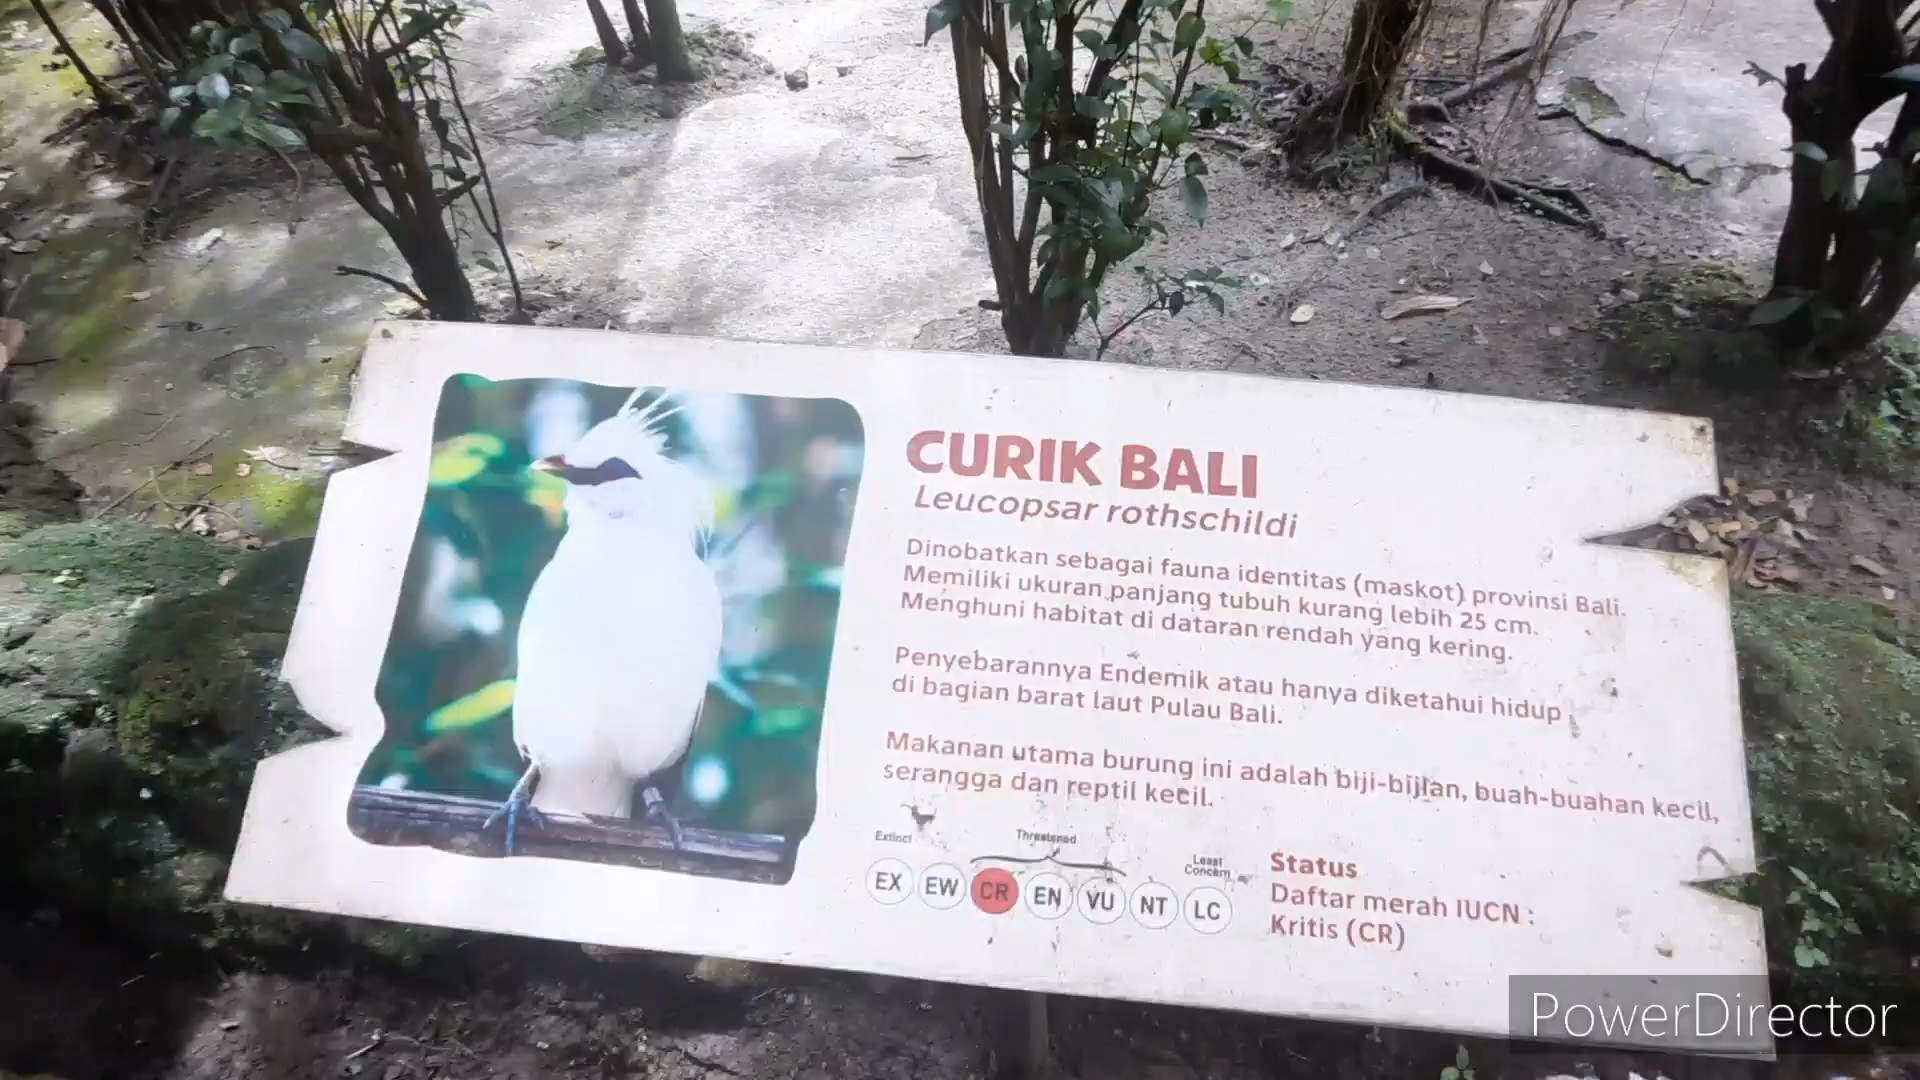 CURIK BALI
Leucopsar rothschildi
Dinobatkan sebagai fauna identitas (maskot) provinsi Bali.
Memiliki ukuran panjang tubuh kurang lebih 25 cm.
Menghuni habitat di dataran rendah yang kering.
Penyebarannya Endemik atau hanya diketahui hidup
di bagian barat laut Pulau Bali.
Makanan utama burung ini adalah biji-bijian, buah-buahan kecil,
serangga dan reptil kecil.
Extinct
Threatened
Least
Concern
EX EW CR EN VU NT LC
Status
Daftar merah IUCN :
Kritis (CR)
PowerDirector